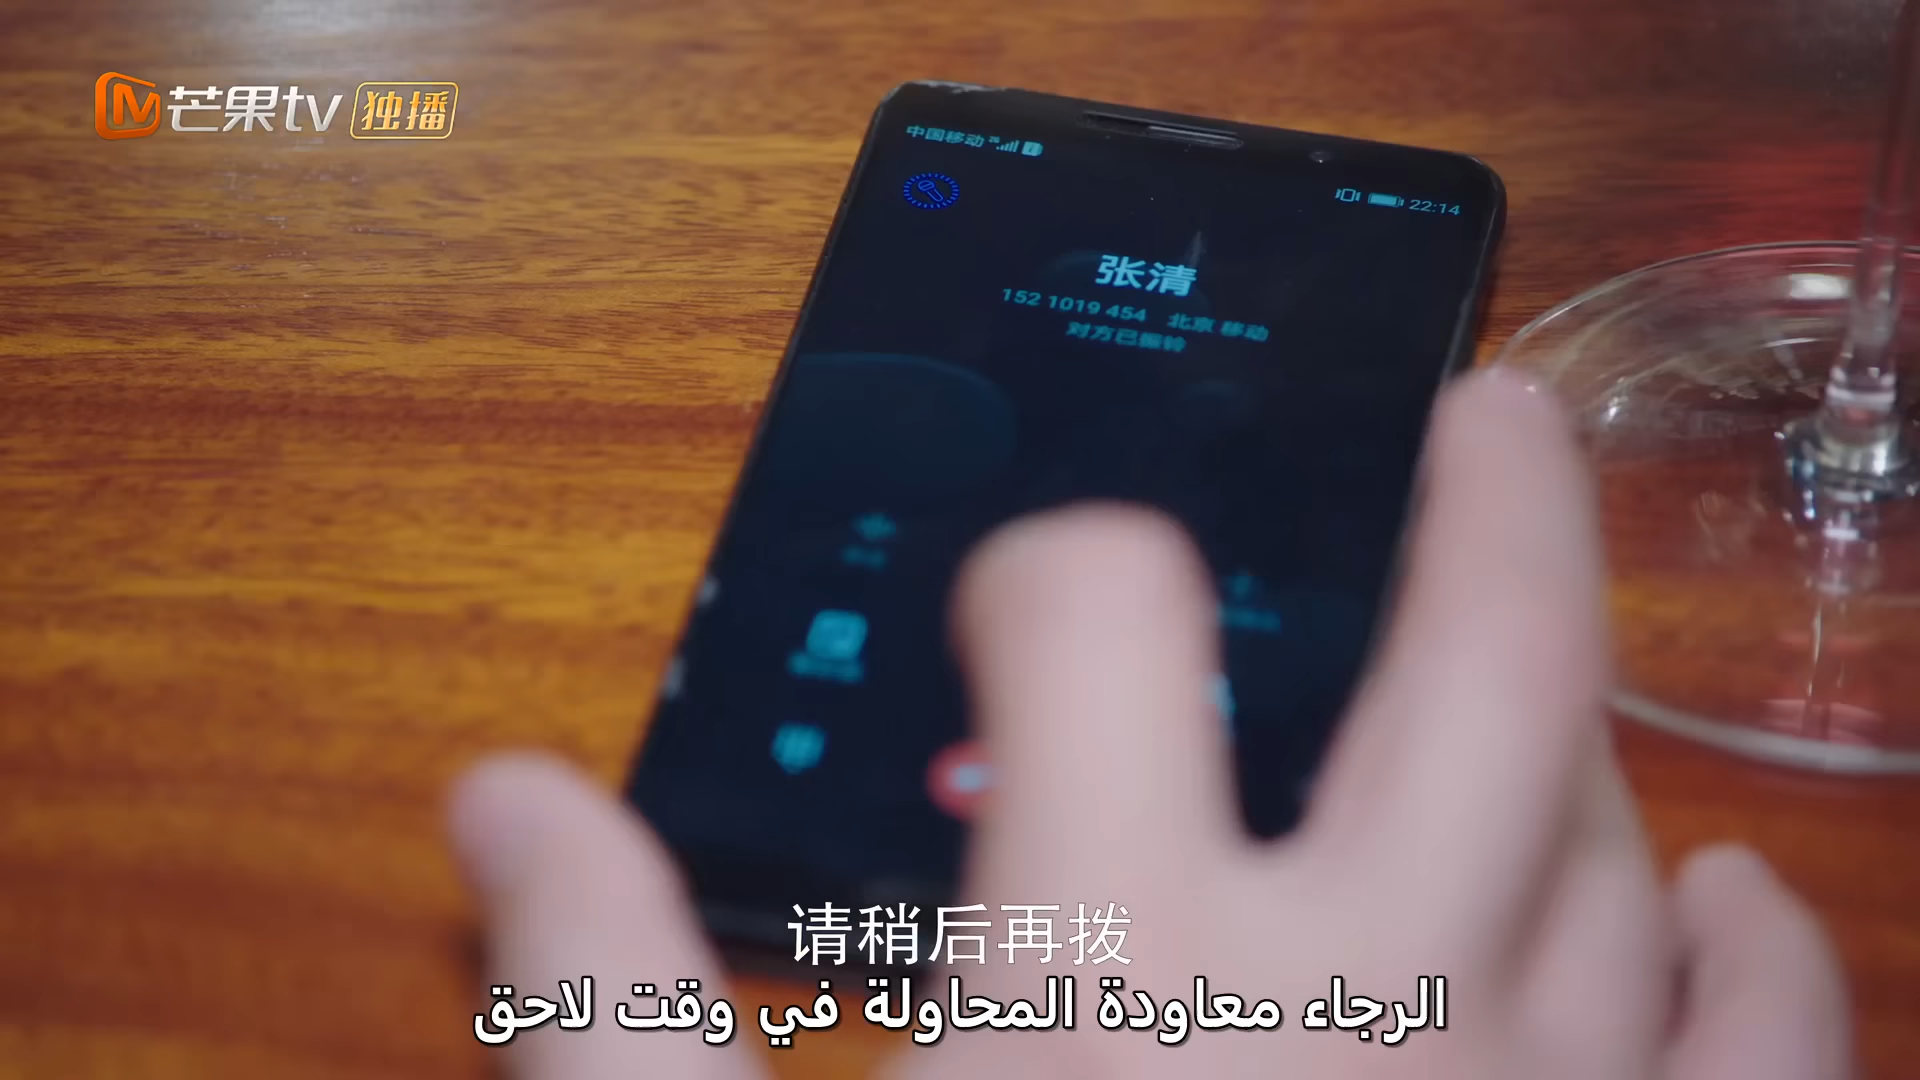 芒果tv 独播
中国移动
22:14
张清
152 1019 454 北京 移动
对方已振铃
请稍后再拨
الرجاء معاودة المحاولة في وقت لاحق